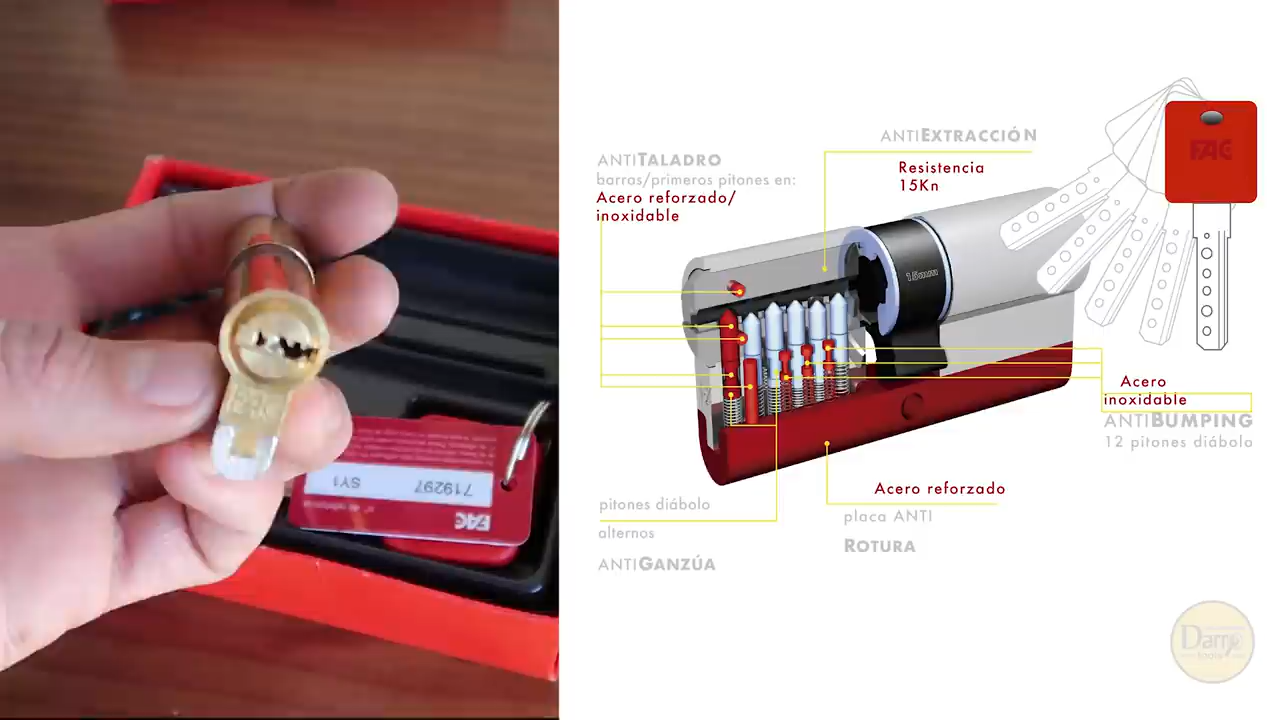 719297
SY1
FAC
ANTITALADRO
barras/primeros pitones en:
Acero reforzado/
inoxidable
ANTIEXTRACCIÓN
Resistencia
15Kn
15mm
FAC
Acero
inoxidable
ANTIBUMPING
12 pitones diábolo
Acero reforzado
placa ANTI
ROTURA
pitones diábolo
alternos
ANTIGANZÚA